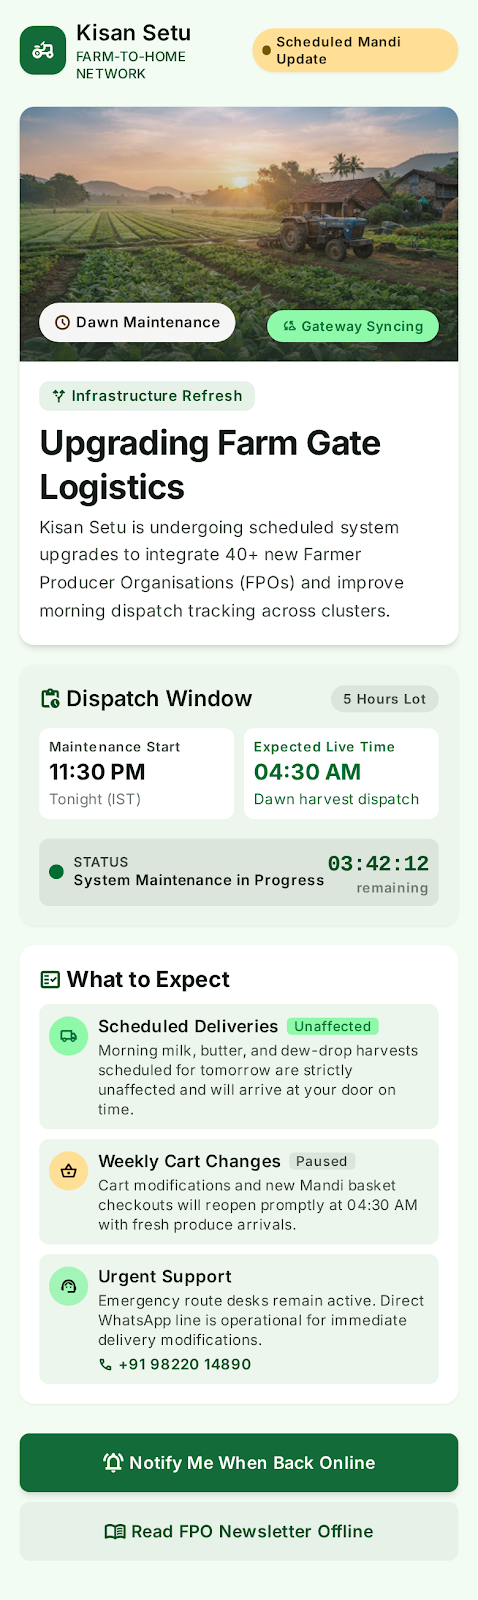 Kisan Setu
FARM-TO-HOME
NETWORK
Scheduled Mandi
Update
Dawn Maintenance
Gateway Syncing
Infrastructure Refresh
Upgrading Farm Gate
Logistics
Kisan Setu is undergoing scheduled system
upgrades to integrate 40+ new Farmer
Producer Organisations (FPOs) and improve
morning dispatch tracking across clusters.
Dispatch Window
5 Hours Lot
Maintenance Start
11:30 PM
Tonight (IST)
Expected Live Time
04:30 AM
Dawn harvest dispatch
STATUS
System Maintenance in Progress
03:42:12
remaining
What to Expect
Scheduled Deliveries
Unaffected
Morning milk, butter, and dew-drop harvests
scheduled for tomorrow are strictly
unaffected and will arrive at your door on
time.
Weekly Cart Changes
Paused
Cart modifications and new Mandi basket
checkouts will reopen promptly at 04:30 AM
with fresh produce arrivals.
Urgent Support
Emergency route desks remain active. Direct
WhatsApp line is operational for immediate
delivery modifications.
+91 98220 14890
Notify Me When Back Online
Read FPO Newsletter Offline